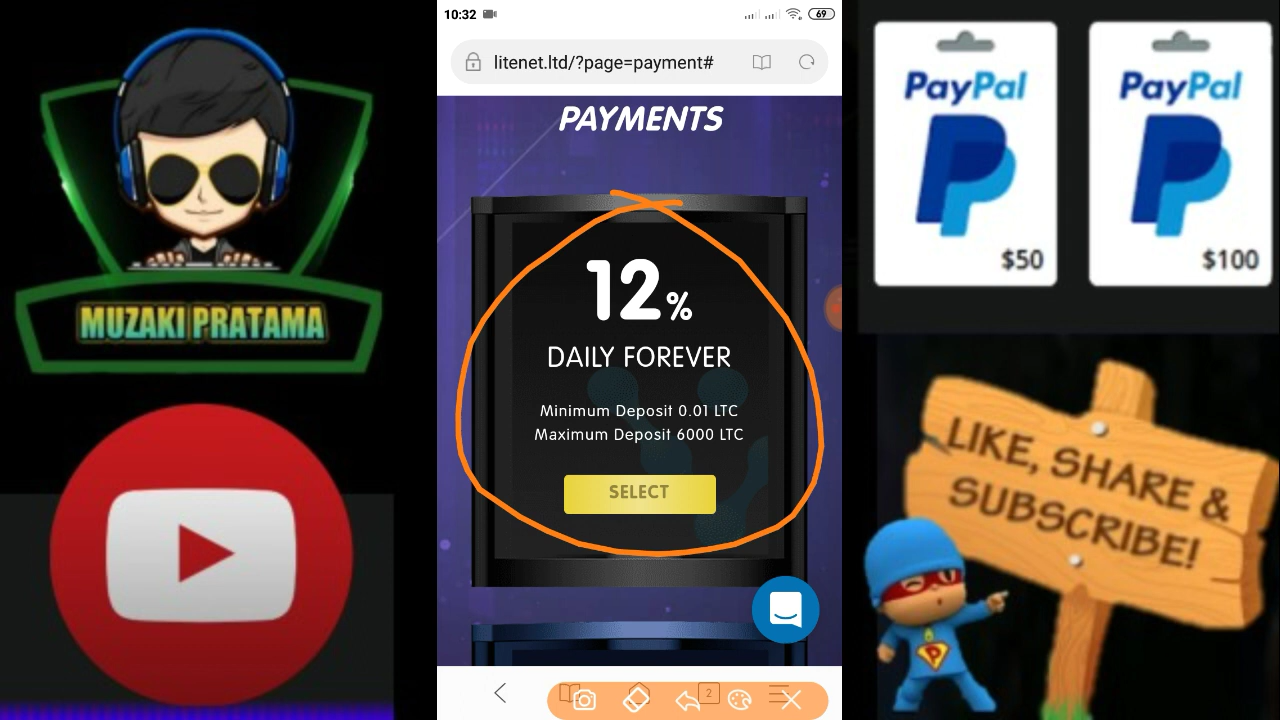 MUZAKI PRATAMA
10:32
69
litenet.ltd/?page=payment#
PAYMENTS
12%
DAILY FOREVER
Minimum Deposit 0.01 LTC
Maximum Deposit 6000 LTC
SELECT
2
PayPal
$50
PayPal
$100
LIKE, SHARE &
SUBSCRIBE!
P